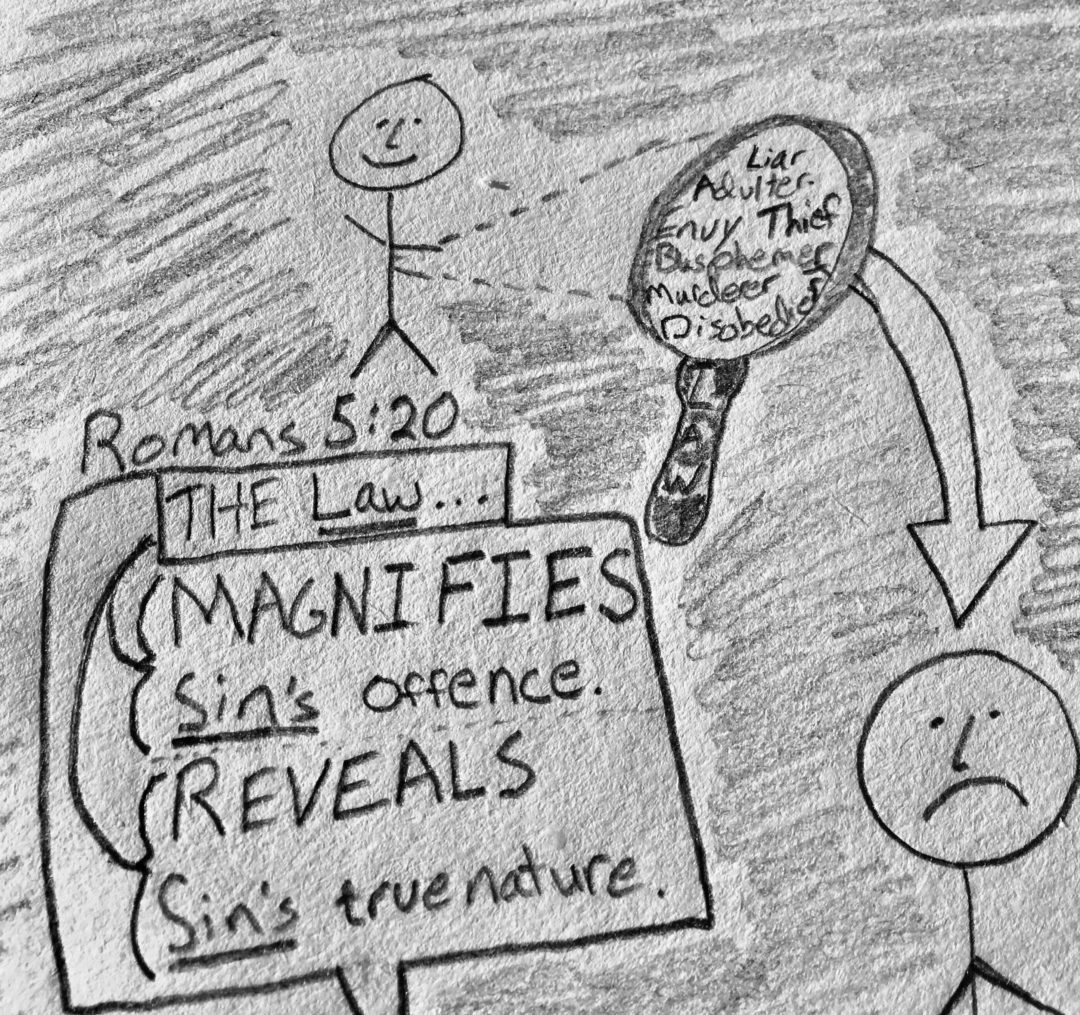 Liar
Adulter.
Envy Thief
Blasphemer
Murdeer
LAW
Romans 5:20
THE Law...
MAGNIFIES
Sin's offence.
REVEALS
Sin's true nature.